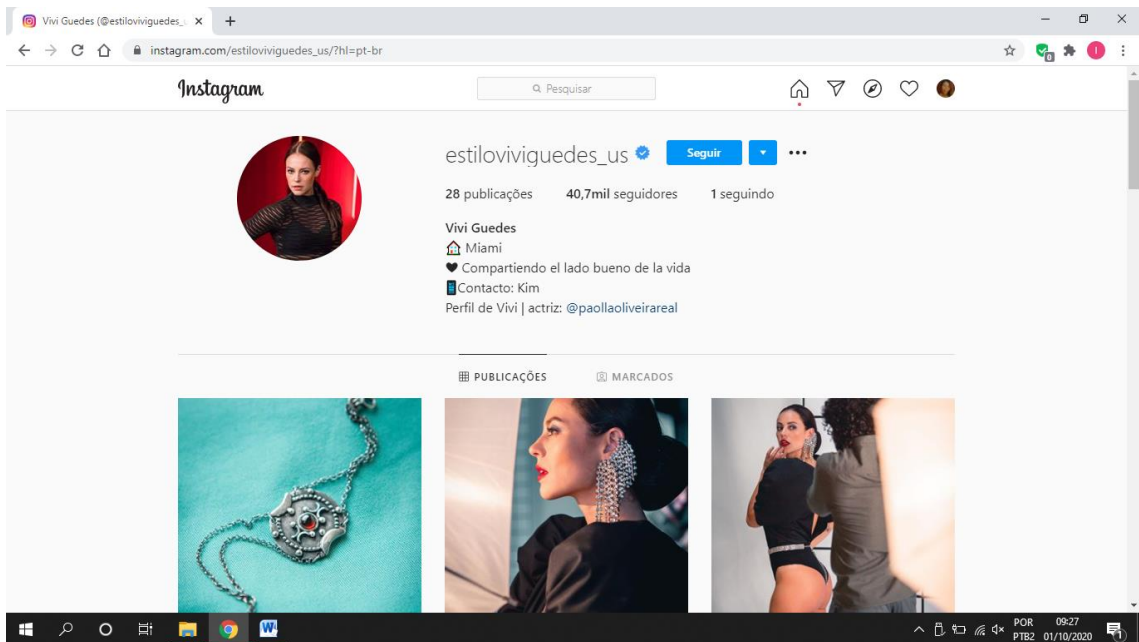 Vivi Guedes (@estiloviviguedes_u
instagram.com/estiloviviguedes_us/?hl=pt-br
Instagram
Pesquisar
estiloviviguedes_us
Seguir
28 publicações 40,7mil seguidores 1 seguindo
Vivi Guedes
Miami
Compartiendo el lado bueno de la vida
Contacto: Kim
Perfil de Vivi | actriz: @paollaoliveirareal
PUBLICAÇÕES MARCADOS
POR 09:27
PTB2 01/10/2020